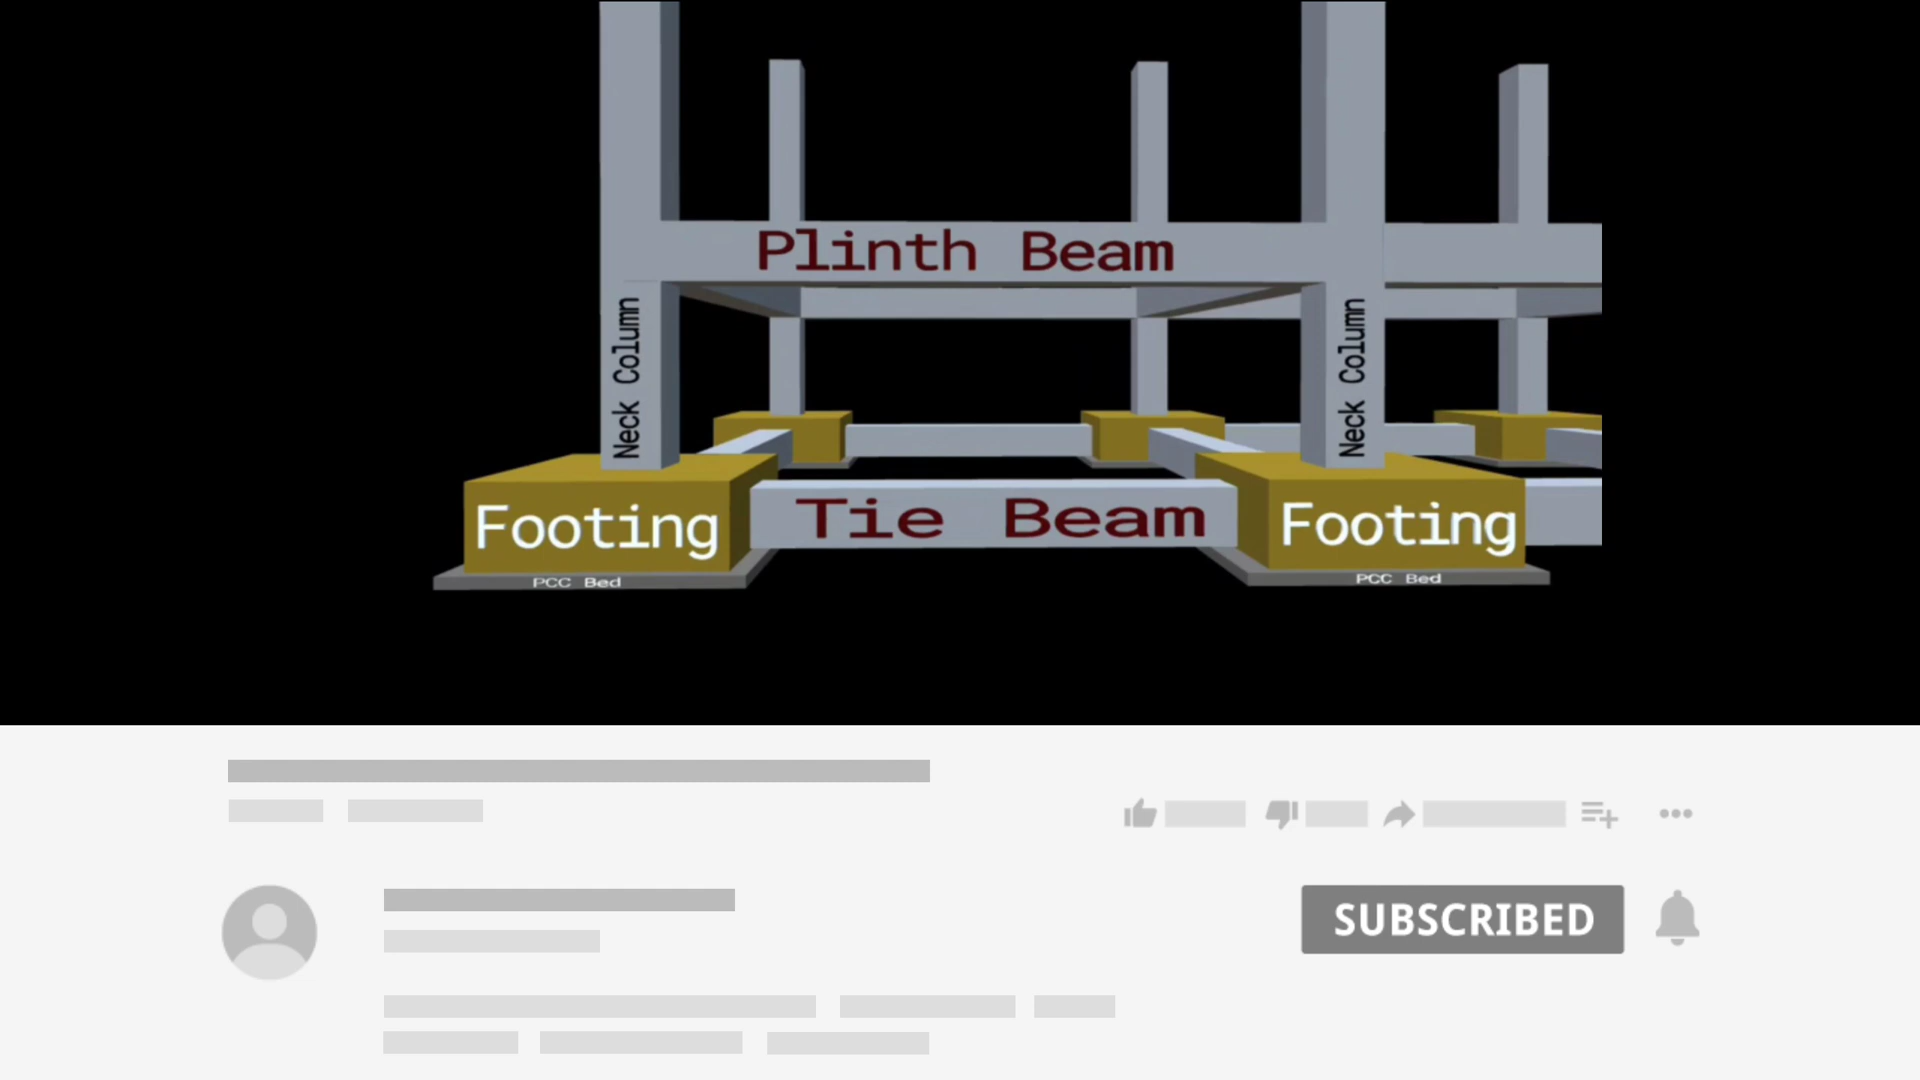 Plinth Beam
Neck Column
Neck Column
Footing
Tie Beam
Footing
PCC Bed
PCC Bed
SUBSCRIBED